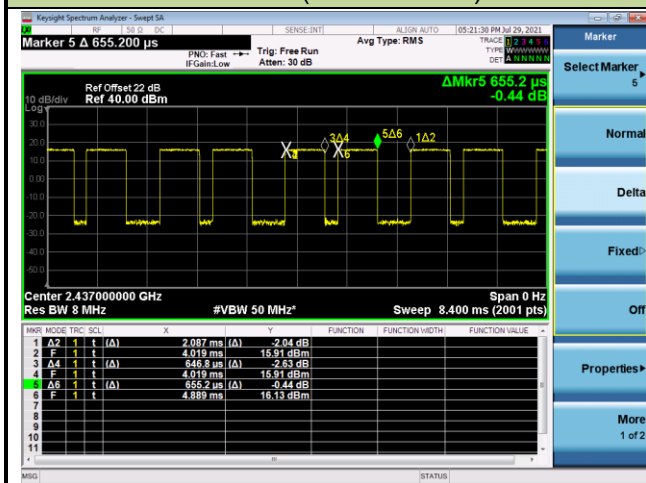 Keysight Spectrum Analyzer - Swept SA
RF 50 Ω DC SENSE:INT ALIGN AUTO 05:21:30 PM Jul 29, 2021
Marker 5 Δ 655.200 µs
PNO: Fast
IFGain:Low
Trig: Free Run
Atten: 30 dB
Avg Type: RMS
TRACE 1 2 3 4 5 6
TYPE WWWWWW
DET A N N N N N
Ref Offset 22 dB
Ref 40.00 dBm
10 dB/div
Log
ΔMkr5 655.2 µs
-0.44 dB
30.0
20.0
10.0
0.00
-10.0
-20.0
-30.0
-40.0
-50.0
3Δ4
6
5Δ6
1Δ2
Center 2.437000000 GHz
Res BW 8 MHz
#VBW 50 MHz*
Span 0 Hz
Sweep 8.400 ms (2001 pts)
MKR MODE TRC SCL X Y FUNCTION FUNCTION WIDTH FUNCTION VALUE
1 Δ2 1 t (Δ) 2.087 ms (Δ) -2.04 dB
2 F 1 t 4.019 ms 15.91 dBm
3 Δ4 1 t (Δ) 646.8 µs (Δ) -2.63 dB
4 F 1 t 4.019 ms 15.91 dBm
5 Δ6 1 t (Δ) 655.2 µs (Δ) -0.44 dB
6 F 1 t 4.889 ms 16.13 dBm
7
8
9
10
11
MSG STATUS
Marker
Select Marker
5
Normal
Delta
Fixed
Off
Properties
More
1 of 2